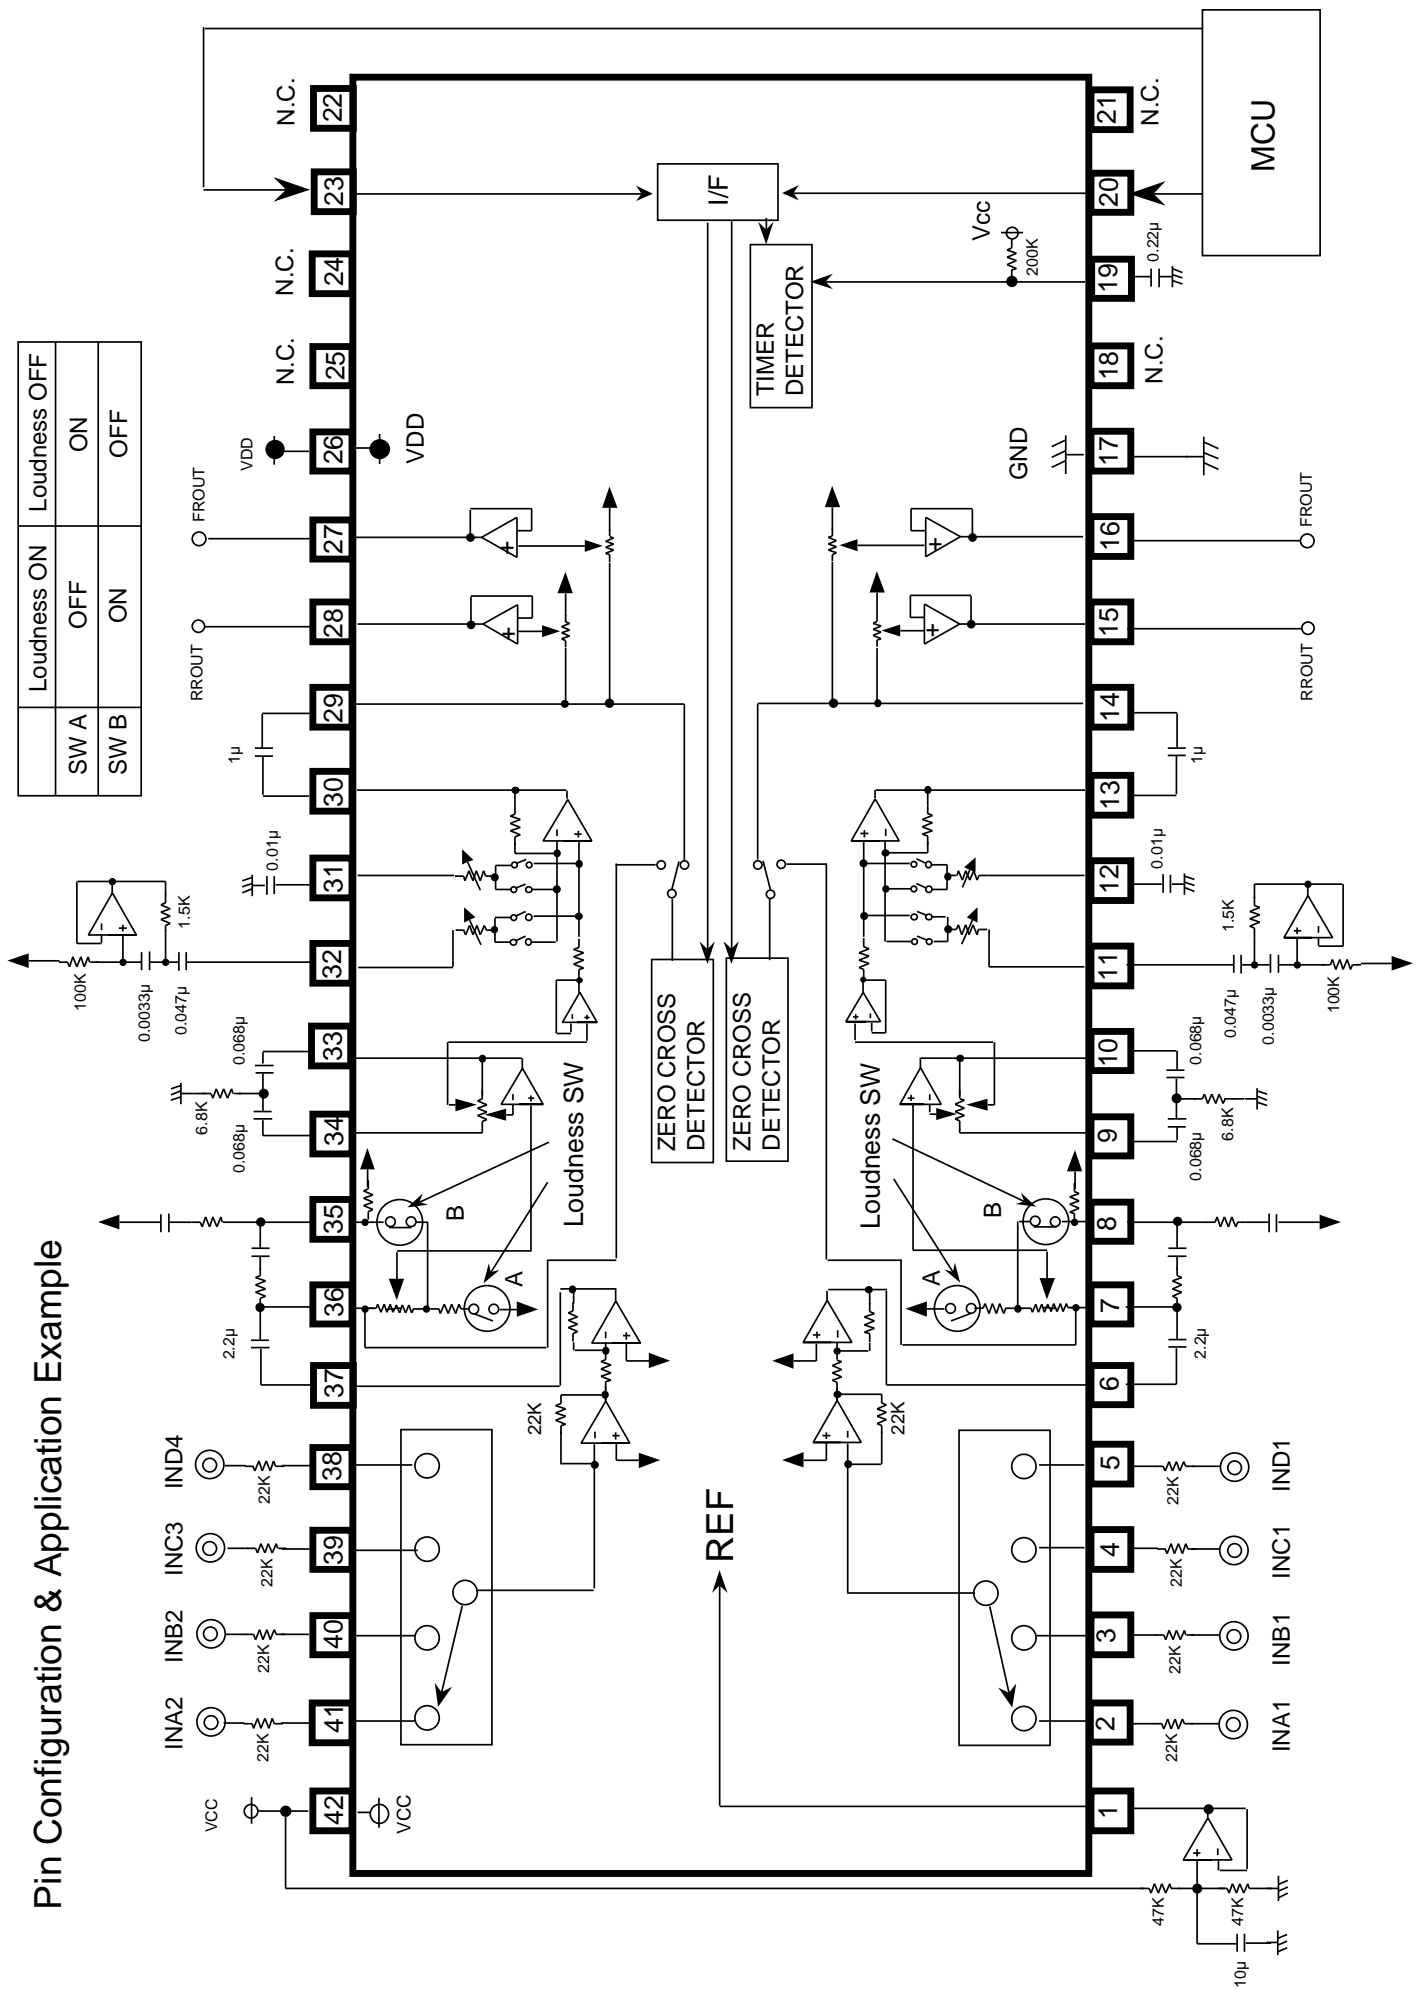 Pin Configuration & Application Example
Loudness ON
Loudness OFF
SW A
OFF
ON
SW B
ON
OFF
VCC
INA2
INB2
INC3
IND4
22K
22K
22K
22K
2.2μ
0.068μ
6.8K
0.068μ
100K
0.0033μ
0.047μ
1.5K
0.01μ
1μ
RROUT
FROUT
VDD
N.C.
N.C.
N.C.
42
41
40
39
38
37
36
35
34
33
32
31
30
29
28
27
26
25
24
23
22
VCC
22K
A
B
Loudness SW
+
−
VDD
ZERO CROSS
DETECTOR
ZERO CROSS
DETECTOR
TIMER
DETECTOR
I/F
REF
22K
A
B
Loudness SW
GND
Vcc
200K
1
2
3
4
5
6
7
8
9
10
11
12
13
14
15
16
17
18
19
20
21
47K
47K
10μ
22K
22K
22K
22K
INA1
INB1
INC1
IND1
2.2μ
0.068μ
6.8K
0.068μ
0.047μ
0.0033μ
100K
1.5K
0.01μ
1μ
RROUT
FROUT
N.C.
0.22μ
N.C.
MCU